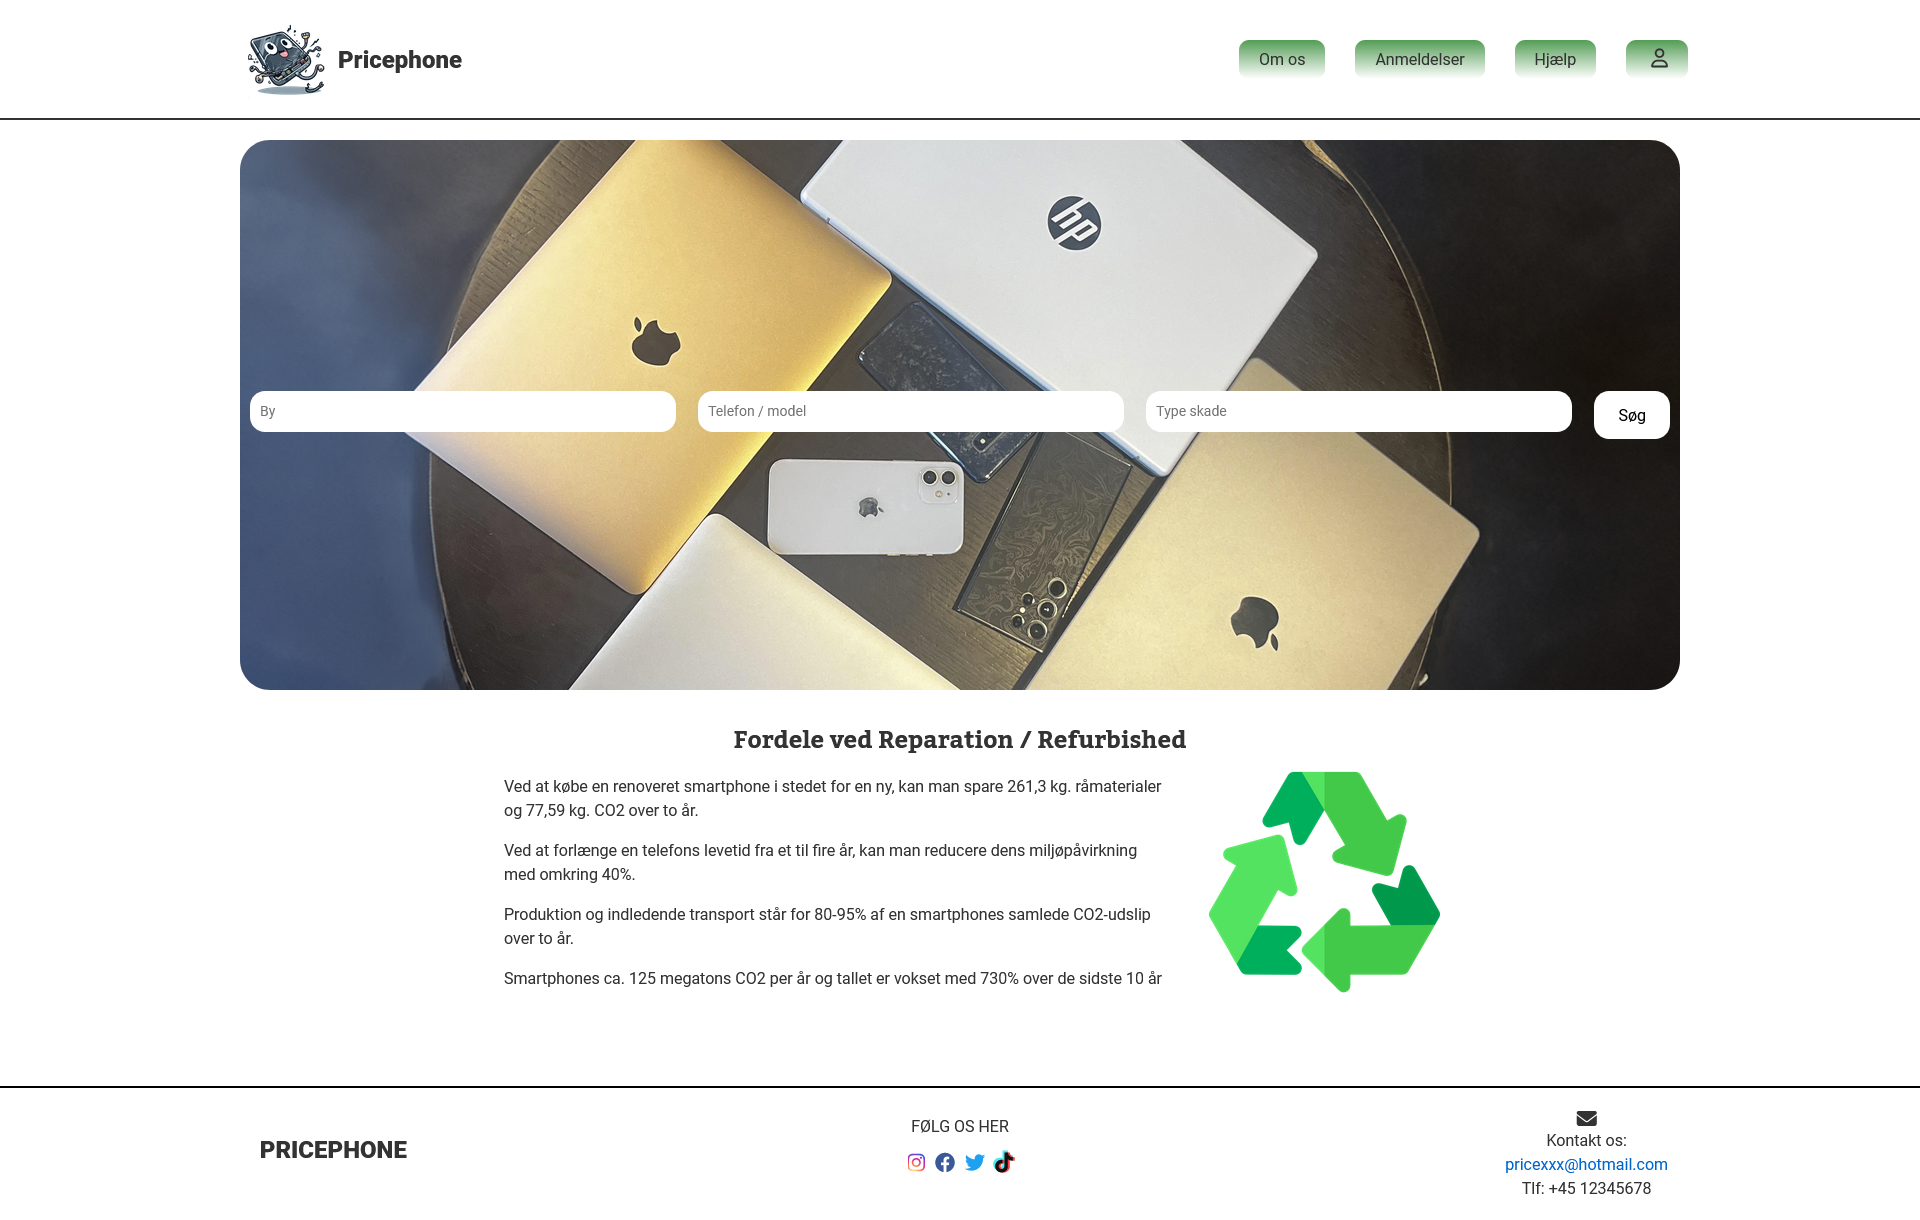 Pricephone
Om os
Anmeldelser
Hjælp
hp
By
Telefon / model
Type skade
Søg
Fordele ved Reparation / Refurbished
Ved at købe en renoveret smartphone i stedet for en ny, kan man spare 261,3 kg. råmaterialer
og 77,59 kg. CO2 over to år.
Ved at forlænge en telefons levetid fra et til fire år, kan man reducere dens miljøpåvirkning
med omkring 40%.
Produktion og indledende transport står for 80-95% af en smartphones samlede CO2-udslip
over to år.
Smartphones ca. 125 megatons CO2 per år og tallet er vokset med 730% over de sidste 10 år
PRICEPHONE
FØLG OS HER
Kontakt os:
pricexxx@hotmail.com
Tlf: +45 12345678